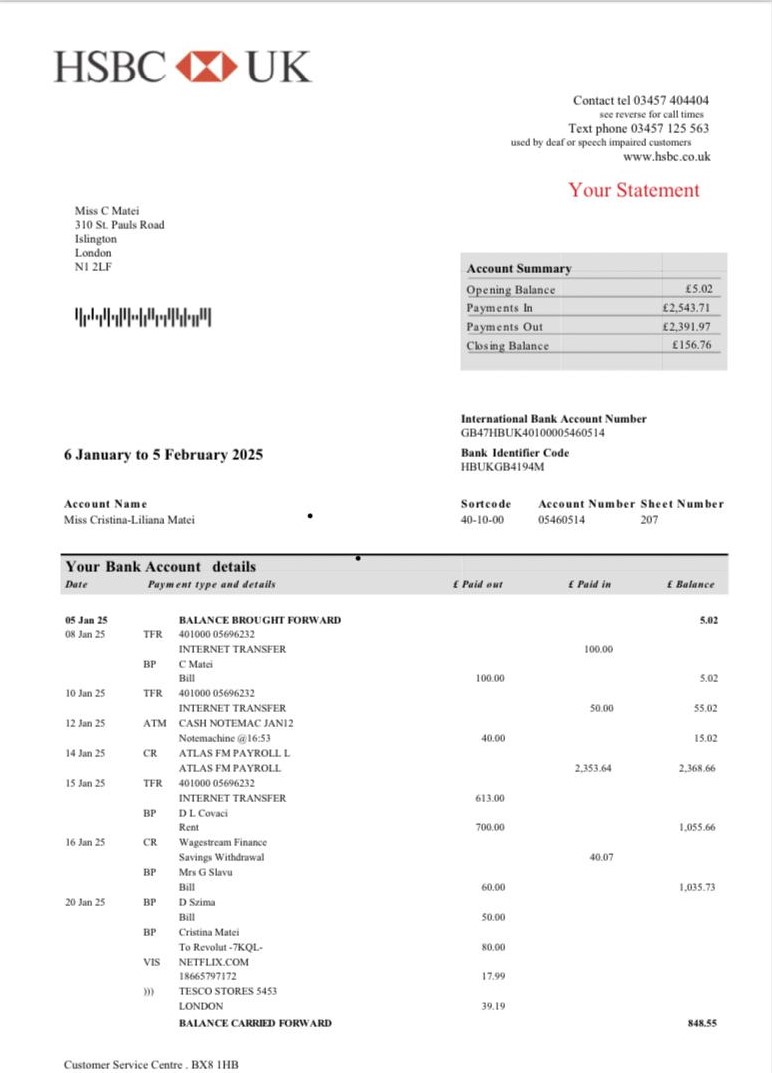 HSBC UK
Contact tel 03457 404404
see reverse for call times
Text phone 03457 125 563
used by deaf or speech impaired customers
www.hsbc.co.uk
Your Statement
Miss C Matei
310 St. Pauls Road
Islington
London
N1 2LF
Account Summary
Opening Balance £5.02
Payments In £2,543.71
Payments Out £2,391.97
Closing Balance £156.76
International Bank Account Number
GB47HBUK40100005460514
6 January to 5 February 2025
Bank Identifier Code
HBUKGB4194M
Account Name Sortcode Account Number Sheet Number
Miss Cristina-Liliana Matei 40-10-00 05460514 207
Your Bank Account details
Date Payment type and details £ Paid out £ Paid in £ Balance
05 Jan 25 BALANCE BROUGHT FORWARD 5.02
08 Jan 25 TFR 401000 05696232
INTERNET TRANSFER 100.00
BP C Matei
Bill 100.00 5.02
10 Jan 25 TFR 401000 05696232
INTERNET TRANSFER 50.00 55.02
12 Jan 25 ATM CASH NOTEMAC JAN12
Notemachine @16:53 40.00 15.02
14 Jan 25 CR ATLAS FM PAYROLL L
ATLAS FM PAYROLL 2,353.64 2,368.66
15 Jan 25 TFR 401000 05696232
INTERNET TRANSFER 613.00
BP D L Covaci
Rent 700.00 1,055.66
16 Jan 25 CR Wagestream Finance
Savings Withdrawal 40.07
BP Mrs G Slavu
Bill 60.00 1,035.73
20 Jan 25 BP D Szima
Bill 50.00
BP Cristina Matei
To Revolut -7KQL- 80.00
VIS NETFLIX.COM
18665797172 17.99
))) TESCO STORES 5453
LONDON 39.19
BALANCE CARRIED FORWARD 848.55
Customer Service Centre . BX8 1HB